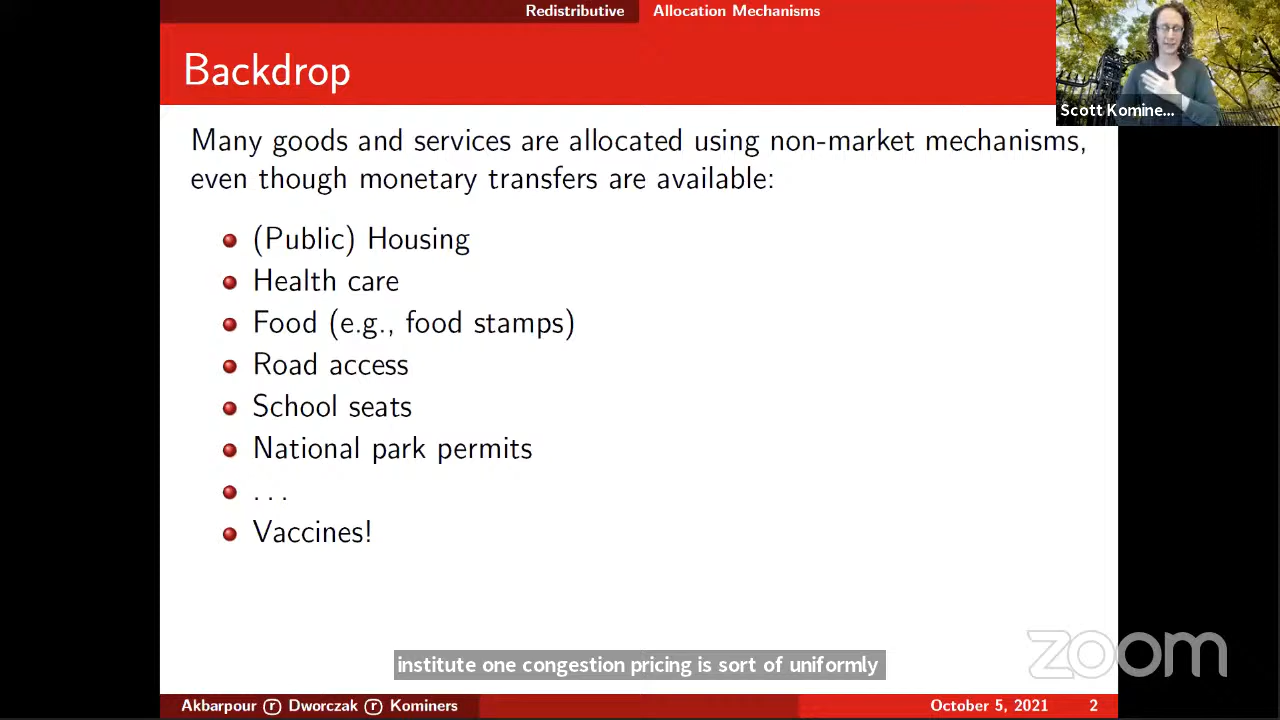 Redistributive Allocation Mechanisms
Backdrop
Scott Komine...
Many goods and services are allocated using non-market mechanisms,
even though monetary transfers are available:
(Public) Housing
Health care
Food (e.g., food stamps)
Road access
School seats
National park permits
. . .
Vaccines!
institute one congestion pricing is sort of uniformly
zoom
Akbarpour ⓡ Dworczak ⓡ Kominers October 5, 2021 2